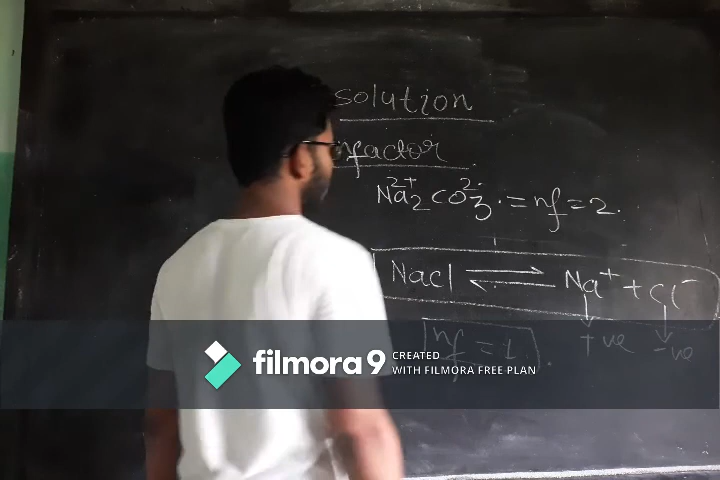 solution
nfactor
Na₂²⁺CO₃²⁻. = nf = 2.
Nacl ⇌ Na⁺ + Cl⁻
nf = 1.
+ve -ve
filmora 9 CREATED WITH FILMORA FREE PLAN